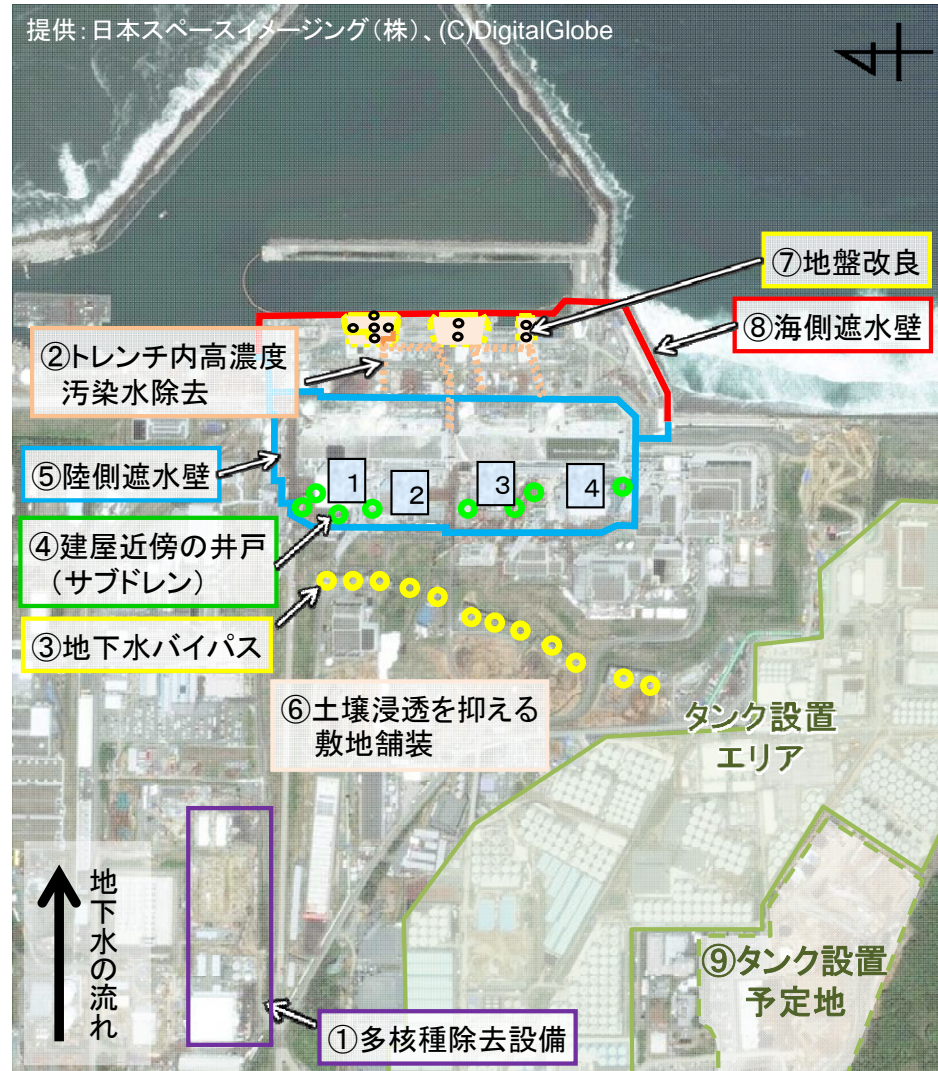 提供：日本スペースイメージング（株）、(C)DigitalGlobe
⑦地盤改良
⑧海側遮水壁
②トレンチ内高濃度
汚染水除去
⑤陸側遮水壁
1
2
3
4
④建屋近傍の井戸
（サブドレン）
③地下水バイパス
⑥土壌浸透を抑える
敷地舗装
タンク設置
エリア
地下水の流れ
⑨タンク設置
予定地
①多核種除去設備